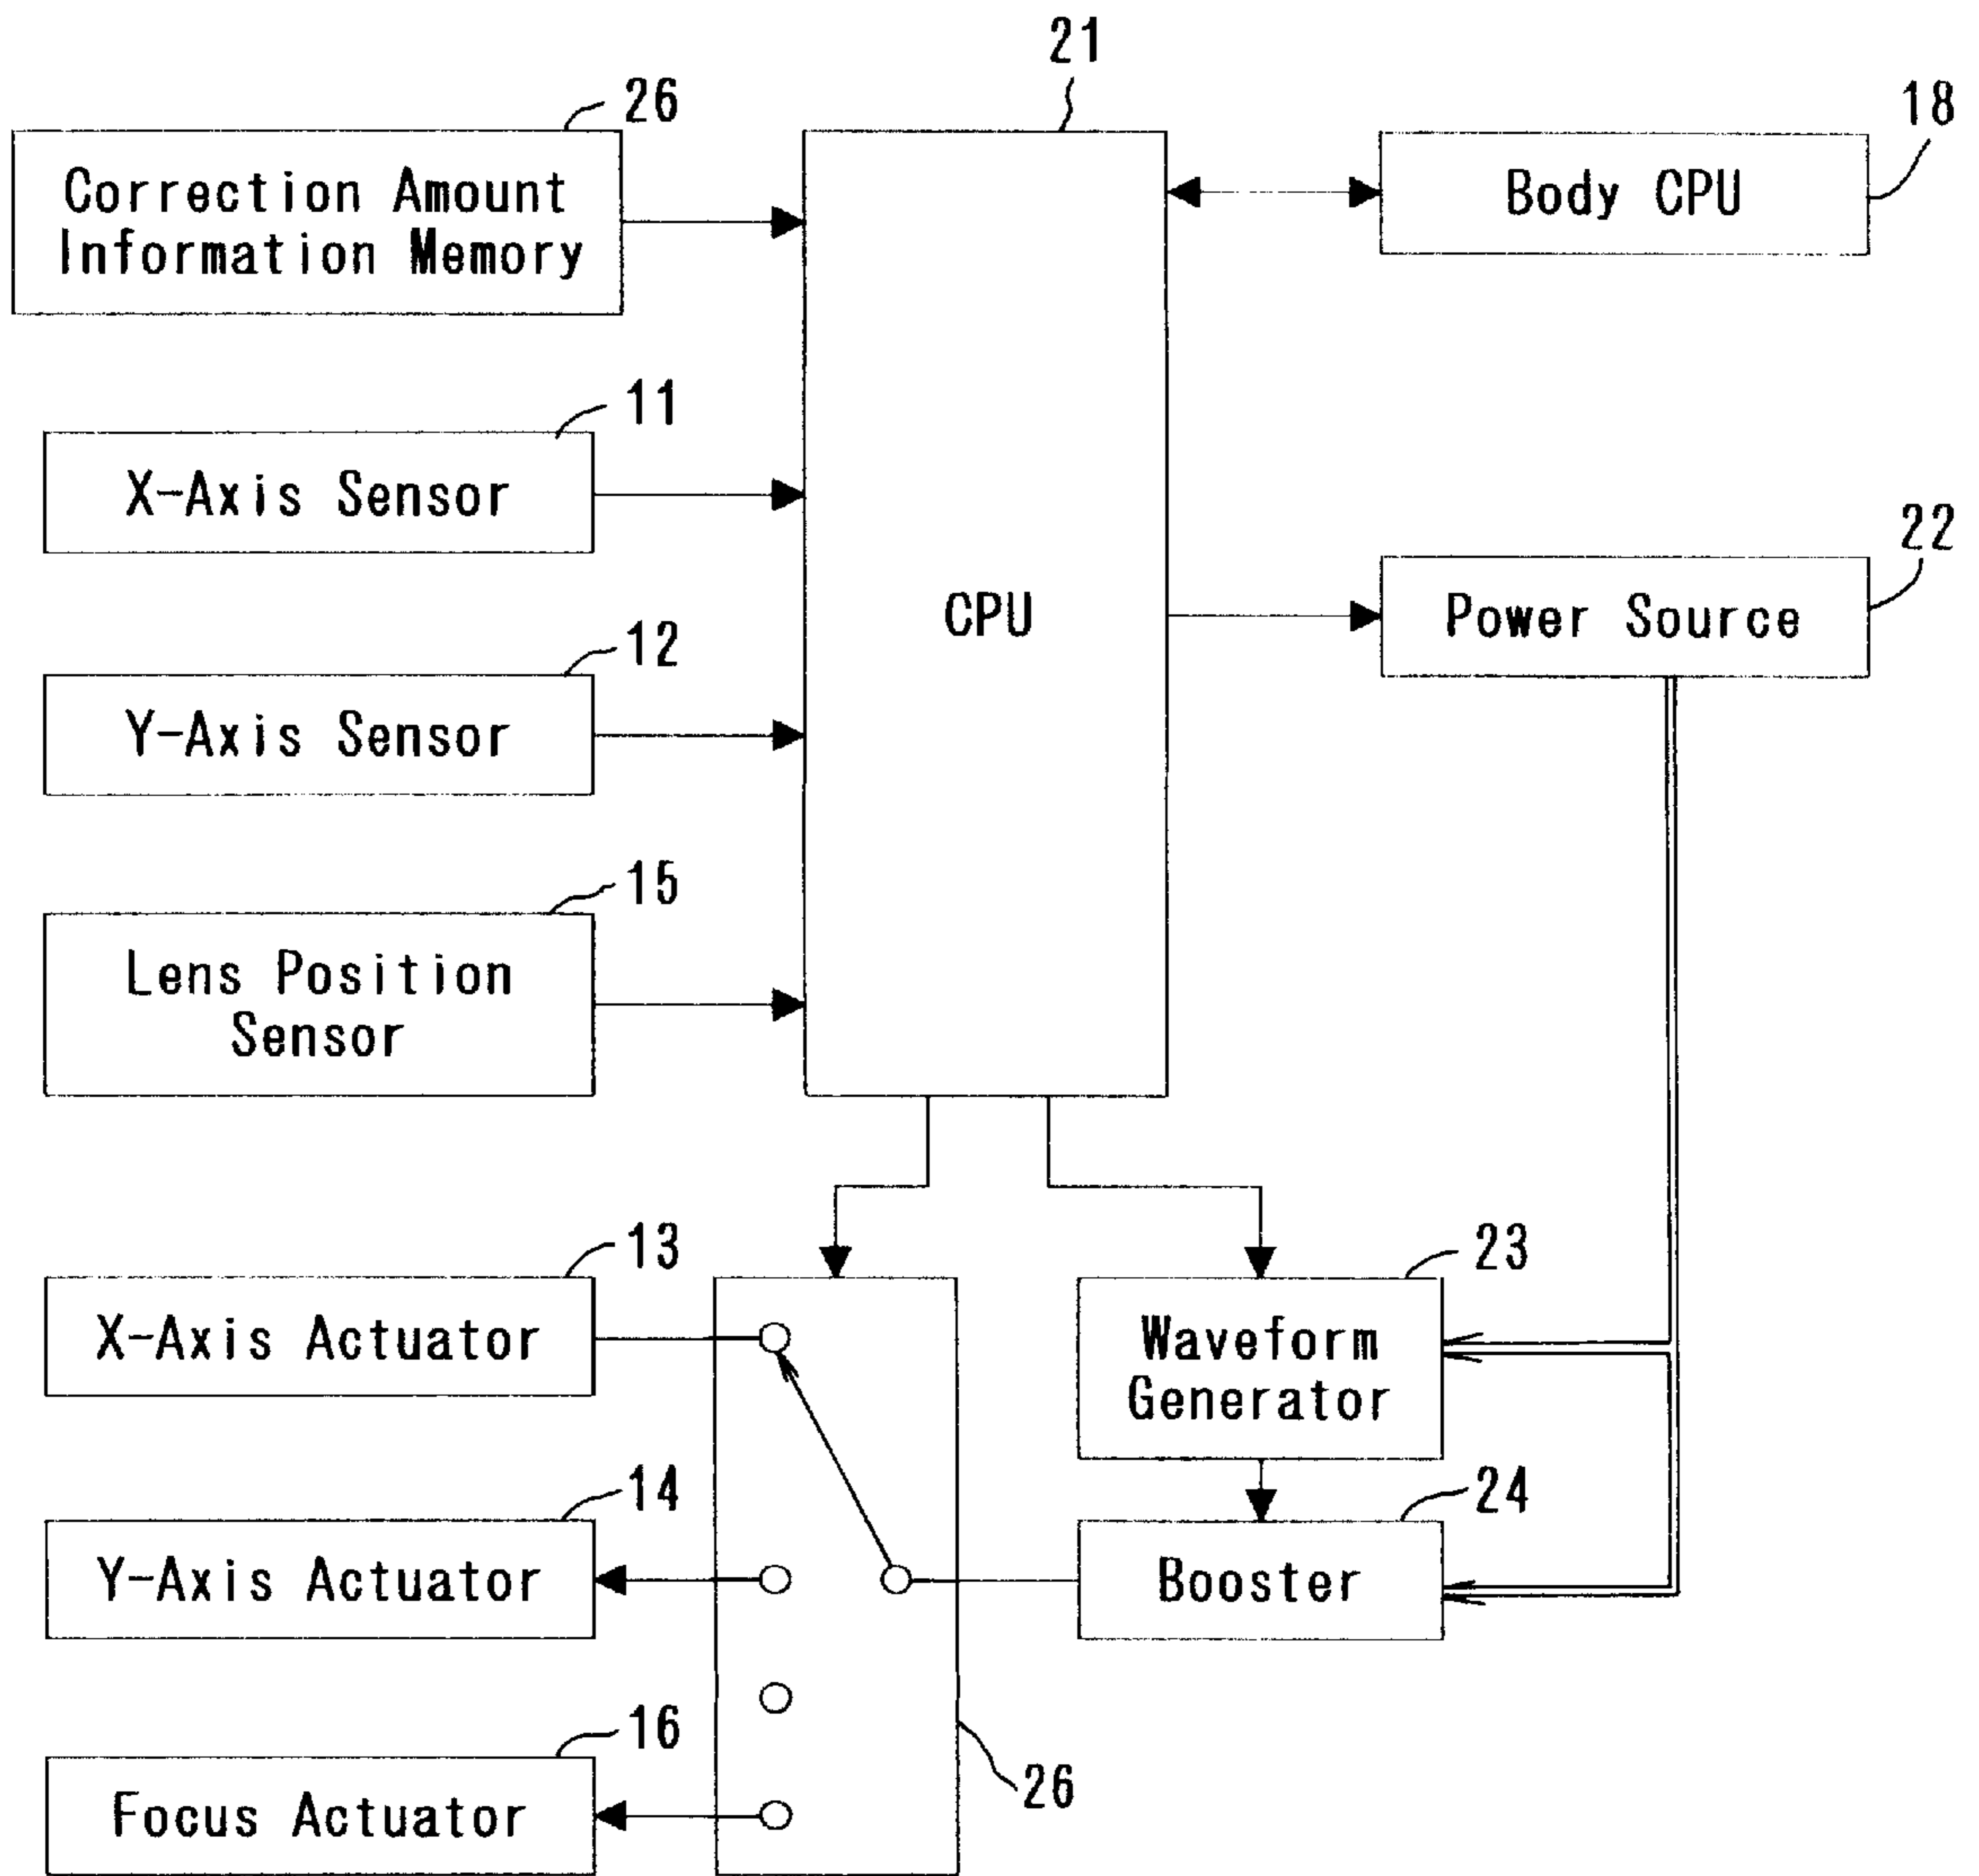 21
26
18
Correction Amount
Information Memory
Body CPU
11
X-Axis Sensor
22
CPU
Power Source
12
Y-Axis Sensor
15
Lens Position
Sensor
13
23
X-Axis Actuator
Waveform
Generator
14
24
Y-Axis Actuator
Booster
16
26
Focus Actuator